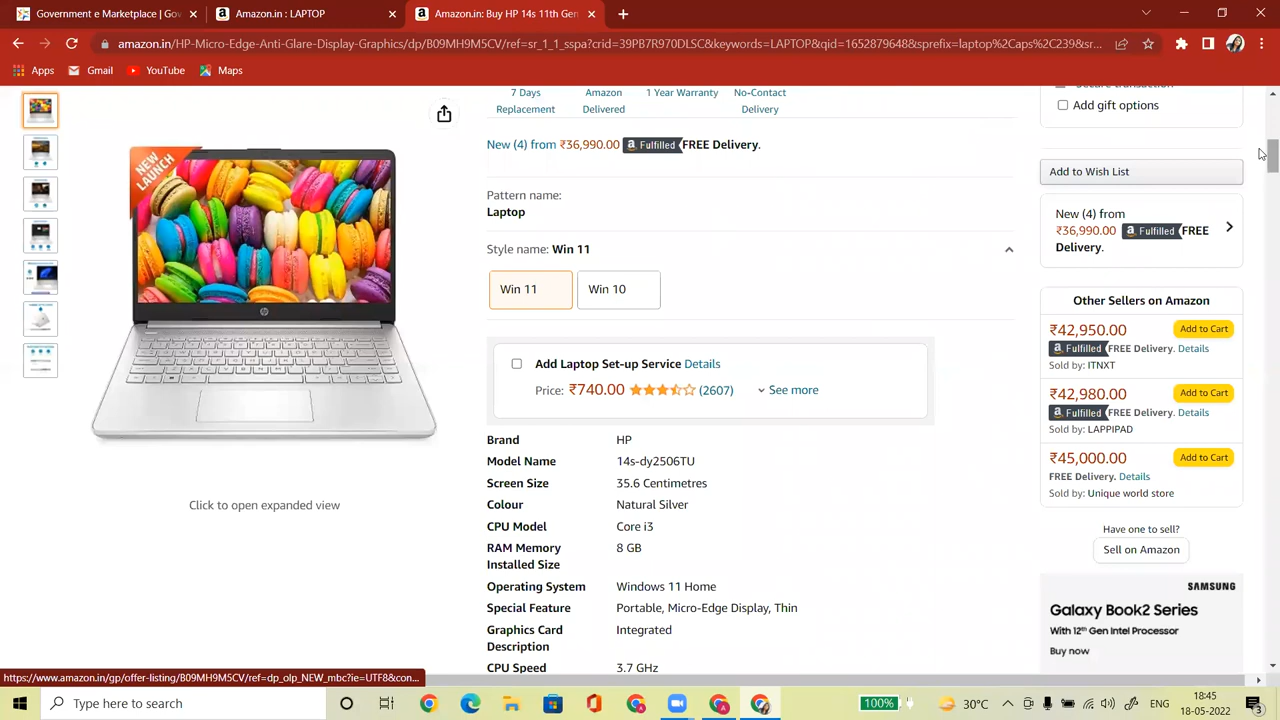 Government e Marketplace | Gov
Amazon.in : LAPTOP
Amazon.in: Buy HP 14s 11th Gen
amazon.in/HP-Micro-Edge-Anti-Glare-Display-Graphics/dp/B09MH9M5CV/ref=sr_1_1_sspa?crid=39PB7R970DLSC&keywords=LAPTOP&qid=1652879648&sprefix=laptop%2Caps%2C239&sr...
Apps
Gmail
YouTube
Maps
7 Days Replacement
Amazon Delivered
1 Year Warranty
No-Contact Delivery
New (4) from ₹36,990.00 Fulfilled FREE Delivery.
Pattern name:
Laptop
Style name: Win 11
Win 11
Win 10
Add Laptop Set-up Service Details
Price: ₹740.00 (2607) See more
Brand HP
Model Name 14s-dy2506TU
Screen Size 35.6 Centimetres
Colour Natural Silver
CPU Model Core i3
RAM Memory Installed Size 8 GB
Operating System Windows 11 Home
Special Feature Portable, Micro-Edge Display, Thin
Graphics Card Description Integrated
CPU Speed 3.7 GHz
NEW LAUNCH
hp
Click to open expanded view
Secure transaction
Add gift options
Add to Wish List
New (4) from
₹36,990.00 Fulfilled FREE
Delivery.
Other Sellers on Amazon
₹42,950.00 Add to Cart
Fulfilled FREE Delivery. Details
Sold by: ITNXT
₹42,980.00 Add to Cart
Fulfilled FREE Delivery. Details
Sold by: LAPPIPAD
₹45,000.00 Add to Cart
FREE Delivery. Details
Sold by: Unique world store
Have one to sell?
Sell on Amazon
SAMSUNG
Galaxy Book2 Series
With 12th Gen Intel Processor
Buy now
https://www.amazon.in/gp/offer-listing/B09MH9M5CV/ref=dp_olp_NEW_mbc?ie=UTF8&con...
Type here to search
100%
30°C
ENG
18:45
18-05-2022
3